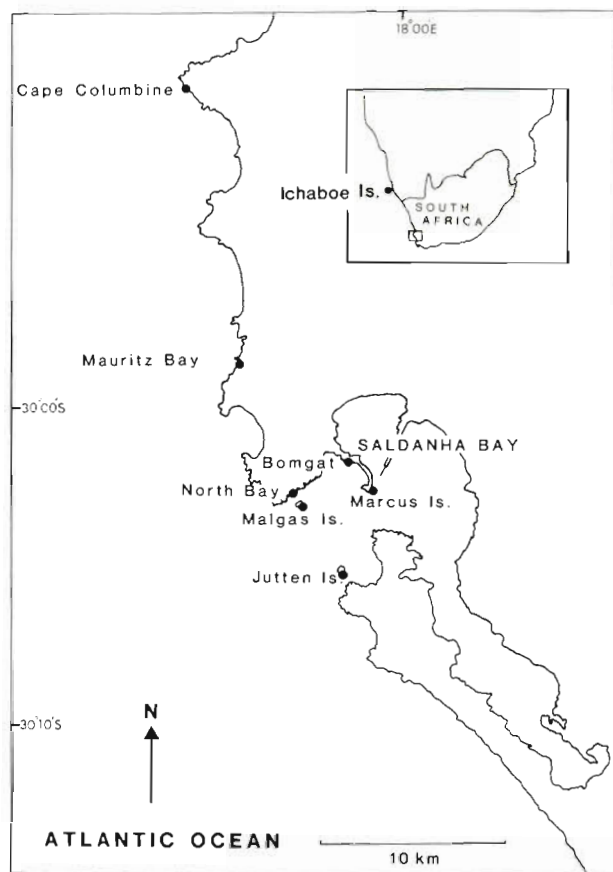 18°00E
Cape Columbine
Ichaboe Is.
SOUTH
AFRICA
Mauritz Bay
30°00'S
SALDANHA BAY
Bomgat
North Bay
Marcus Is.
Malgas Is.
Jutten Is.
30°10'S
N
ATLANTIC OCEAN
10 km